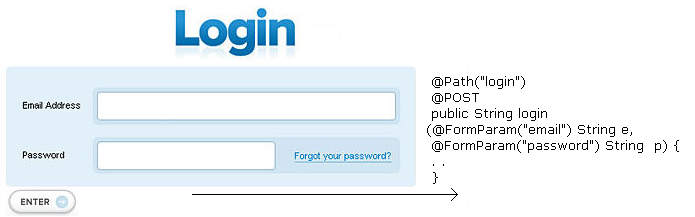 Login
Email Address
Password
Forgot your password?
ENTER
@Path("login")
@POST
public String login
(@FormParam("email") String e,
@FormParam("password") String p) {
. .
}